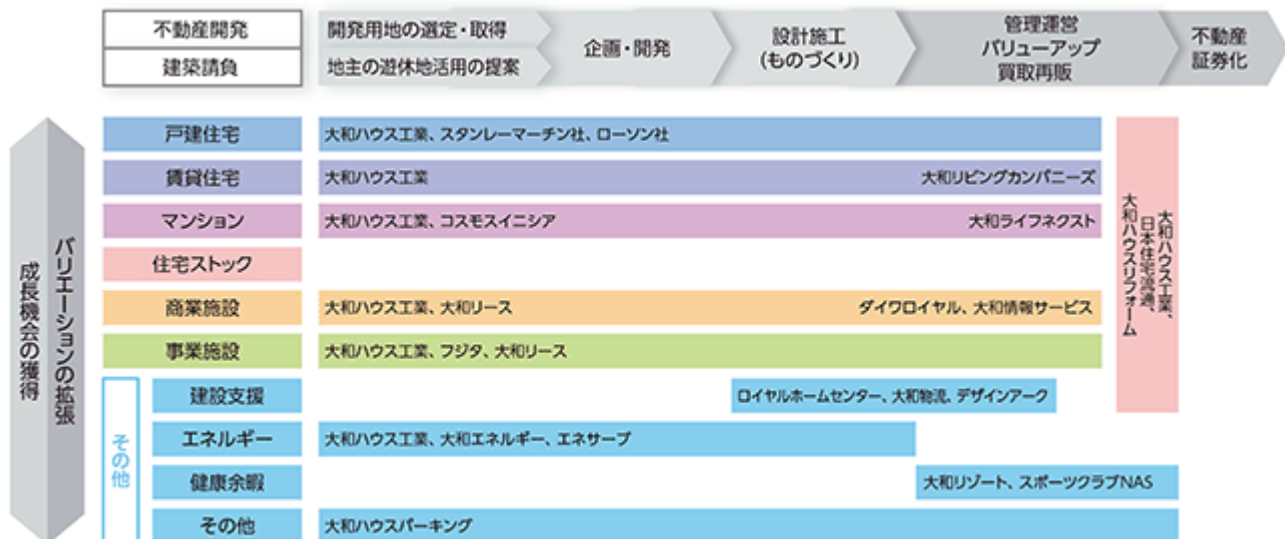 不動産開発
建築請負
開発用地の選定・取得
地主の遊休地活用の提案
企画・開発
設計施工
(ものづくり)
管理運営
バリューアップ
買取再販
不動産
証券化
バリエーションの拡張
成長機会の獲得
戸建住宅
大和ハウス工業、スタンレーマーチン社、ローソン社
賃貸住宅
大和ハウス工業
大和リビングカンパニーズ
マンション
大和ハウス工業、コスモスイニシア
大和ライフネクスト
住宅ストック
大和ハウス工業、
日本住宅流通、
大和ハウスリフォーム
商業施設
大和ハウス工業、大和リース
ダイワロイヤル、大和情報サービス
事業施設
大和ハウス工業、フジタ、大和リース
その他
建設支援
ロイヤルホームセンター、大和物流、デザインアーク
エネルギー
大和ハウス工業、大和エネルギー、エネサーブ
健康余暇
大和リゾート、スポーツクラブNAS
その他
大和ハウスパーキング